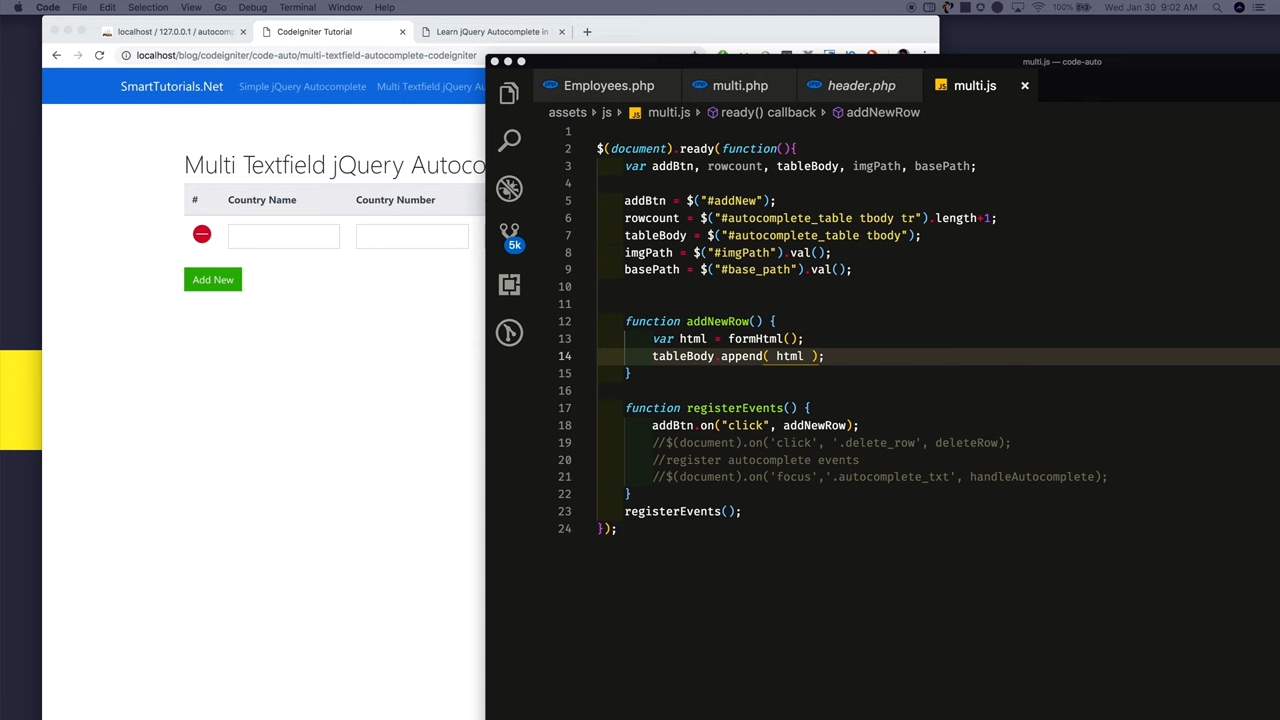 Code File Edit Selection View Go Debug Terminal Window Help 100% Wed Jan 30 9:02 AM
localhost / 127.0.0.1 / autocom
CodeIgniter Tutorial
Learn jQuery Autocomplete in
localhost/blog/codeigniter/code-auto/multi-textfield-autocomplete-codeigniter
SmartTutorials.Net Simple jQuery Autocomplete Multi Textfield jQuery Au
Multi Textfield jQuery Autoco
# Country Name Country Number
Add New
multi.js — code-auto
Employees.php multi.php header.php multi.js
assets > js > multi.js > ready() callback > addNewRow
5k
1
2 $(document).ready(function(){
3 var addBtn, rowcount, tableBody, imgPath, basePath;
4
5 addBtn = $("#addNew");
6 rowcount = $("#autocomplete_table tbody tr").length+1;
7 tableBody = $("#autocomplete_table tbody");
8 imgPath = $("#imgPath").val();
9 basePath = $("#base_path").val();
10
11
12 function addNewRow() {
13 var html = formHtml();
14 tableBody.append( html );
15 }
16
17 function registerEvents() {
18 addBtn.on("click", addNewRow);
19 //$(document).on('click', '.delete_row', deleteRow);
20 //register autocomplete events
21 //$(document).on('focus','.autocomplete_txt', handleAutocomplete);
22 }
23 registerEvents();
24 });